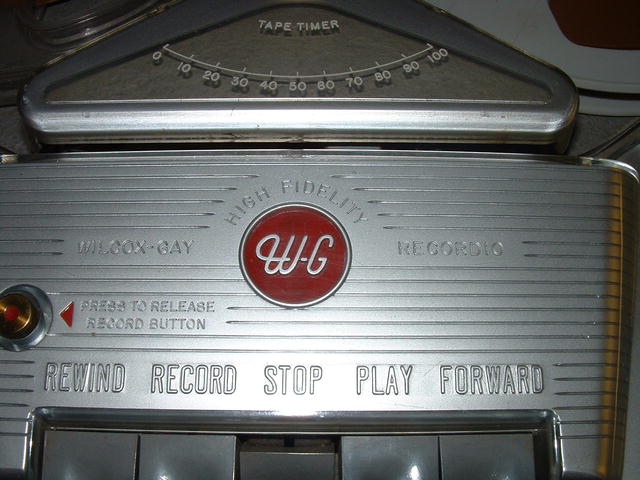 TAPE TIMER
0 10 20 30 40 50 60 70 80 90 100
HIGH FIDELITY
WILCOX-GAY W-G RECORDIO
PRESS TO RELEASE
RECORD BUTTON
REWIND RECORD STOP PLAY FORWARD